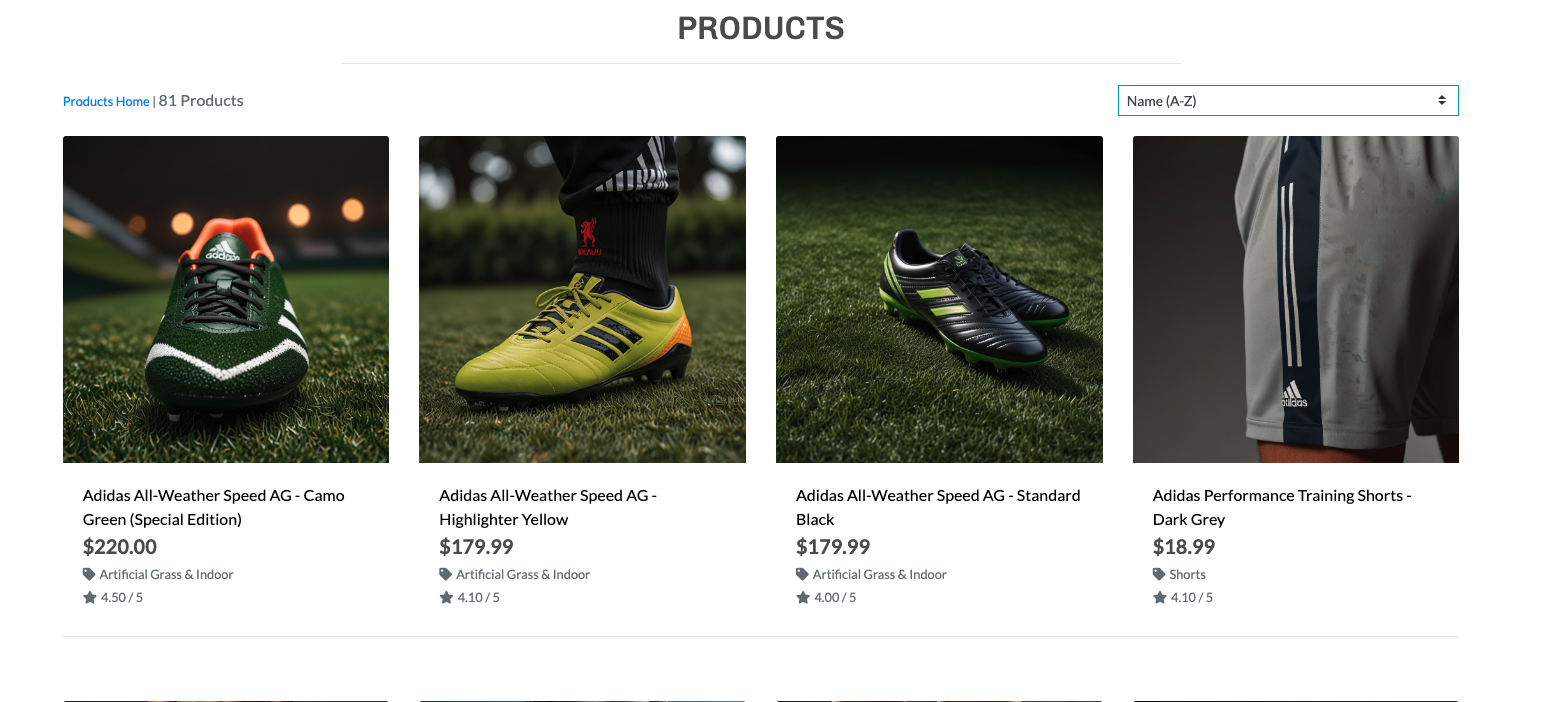 PRODUCTS
Products Home | 81 Products
Name (A-Z)
Adidas All-Weather Speed AG - Camo
Green (Special Edition)
$220.00
Artificial Grass & Indoor
4.50 / 5
Adidas All-Weather Speed AG -
Highlighter Yellow
$179.99
Artificial Grass & Indoor
4.10 / 5
Adidas All-Weather Speed AG - Standard
Black
$179.99
Artificial Grass & Indoor
4.00 / 5
Adidas Performance Training Shorts -
Dark Grey
$18.99
Shorts
4.10 / 5